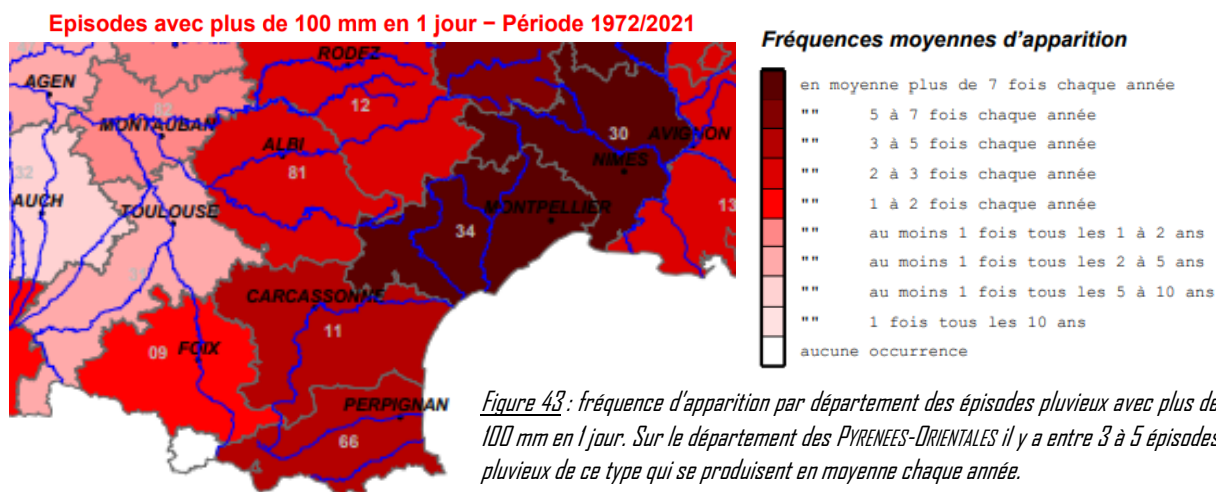 Episodes avec plus de 100 mm en 1 jour – Période 1972/2021
RODEZ
AGEN
12
82
MONTAUBAN
30
AVIGNON
ALBI
NIMES
32
81
AUCH
TOULOUSE
MONTPELLIER
13
34
31
CARCASSONNE
11
09
FOIX
PERPIGNAN
66
Fréquences moyennes d'apparition
en moyenne plus de 7 fois chaque année
"" 5 à 7 fois chaque année
"" 3 à 5 fois chaque année
"" 2 à 3 fois chaque année
"" 1 à 2 fois chaque année
"" au moins 1 fois tous les 1 à 2 ans
"" au moins 1 fois tous les 2 à 5 ans
"" au moins 1 fois tous les 5 à 10 ans
"" 1 fois tous les 10 ans
aucune occurrence
Figure 43 : fréquence d'apparition par département des épisodes pluvieux avec plus de
100 mm en 1 jour. Sur le département des PYRENEES-ORIENTALES il y a entre 3 à 5 épisodes
pluvieux de ce type qui se produisent en moyenne chaque année.